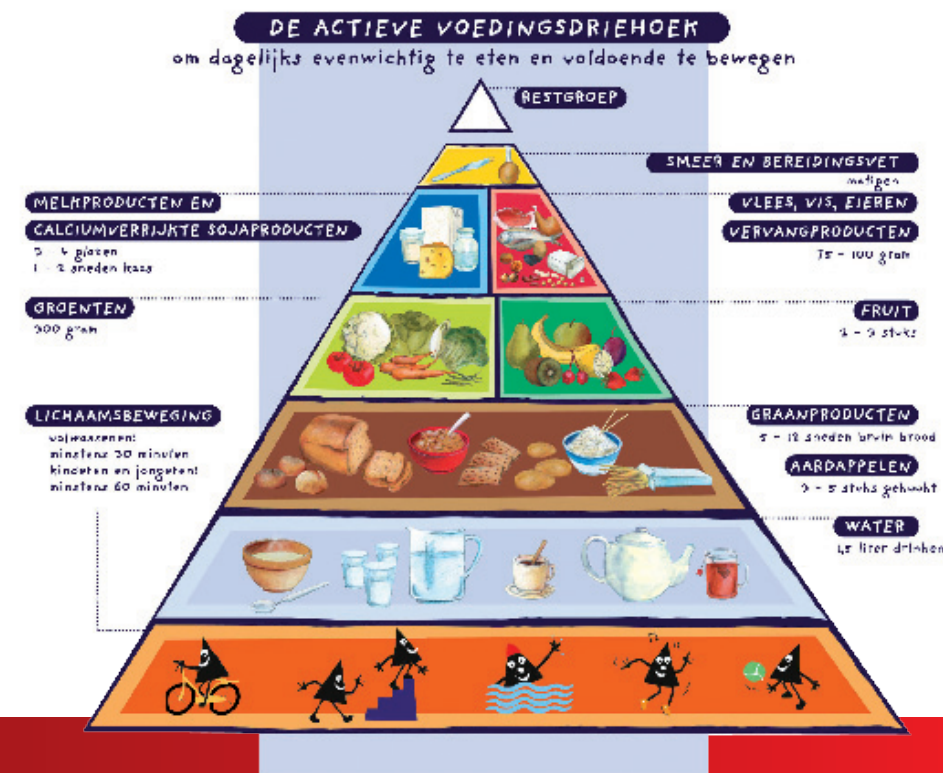 DE ACTIEVE VOEDINGSDRIEHOEK
om dagelijks evenwichtig te eten en voldoende te bewegen
RESTGROEP
SMEER EN BEREIDINGSVET
matigen
MELKPRODUCTEN EN
CALCIUMVERRIJKTE SOJAPRODUCTEN
3 - 4 glazen
1 - 2 sneden kaas
VLEES, VIS, EIEREN
VERVANGPRODUCTEN
75 - 100 gram
GROENTEN
300 gram
FRUIT
2 - 3 stuks
LICHAAMSBEWEGING
volwassenen:
minstens 30 minuten
kinderen en jongeren:
minstens 60 minuten
GRAANPRODUCTEN
5 - 12 sneden bruin brood
AARDAPPELEN
3 - 5 stuks gekookt
WATER
1,5 liter drinken